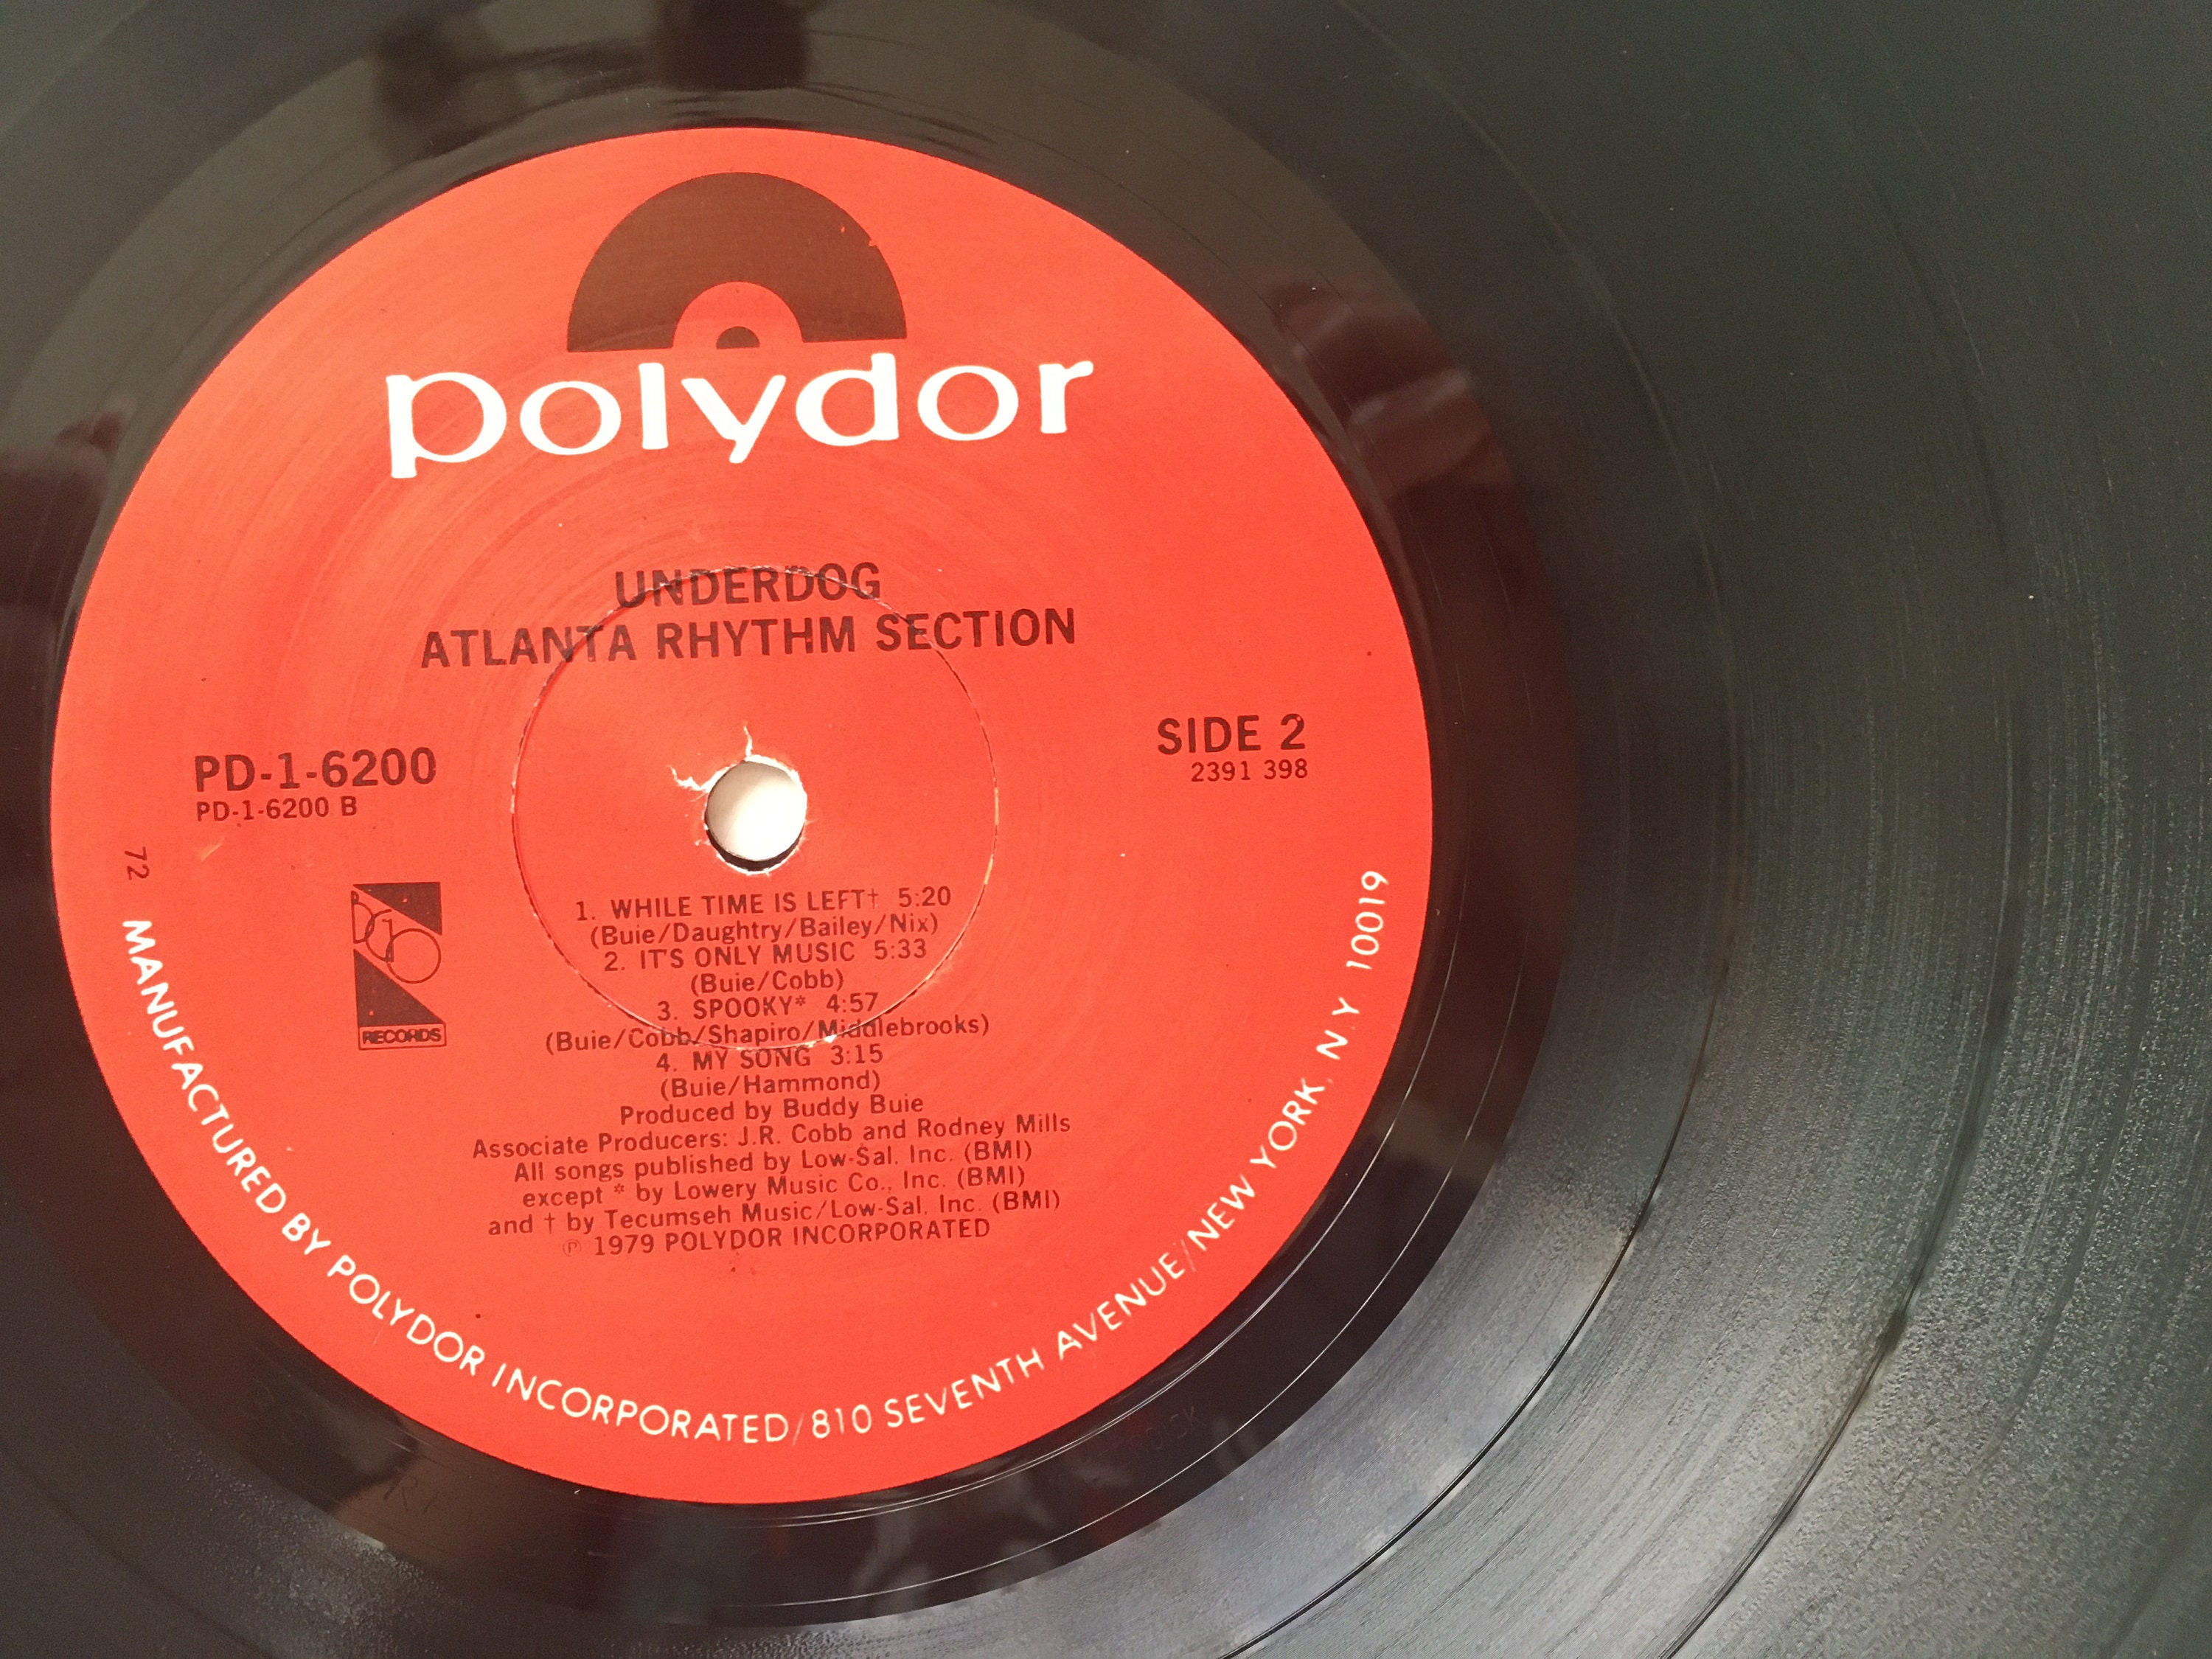 polydor
UNDERDOG
ATLANTA RHYTHM SECTION
PD-1-6200
PD-1-6200 B
SIDE 2
2391 398
72
RECORDS
1. WHILE TIME IS LEFT† 5:20
(Buie/Daughtry/Bailey/Nix)
2. IT'S ONLY MUSIC 5:33
(Buie/Cobb)
3. SPOOKY* 4:57
(Buie/Cobb/Shapiro/Middlebrooks)
4. MY SONG 3:15
(Buie/Hammond)
Produced by Buddy Buie
Associate Producers: J.R. Cobb and Rodney Mills
All songs published by Low-Sal, Inc. (BMI)
except * by Lowery Music Co., Inc. (BMI)
and † by Tecumseh Music/Low-Sal, Inc. (BMI)
℗ 1979 POLYDOR INCORPORATED
MANUFACTURED BY POLYDOR INCORPORATED/810 SEVENTH AVENUE/NEW YORK, N.Y 10019